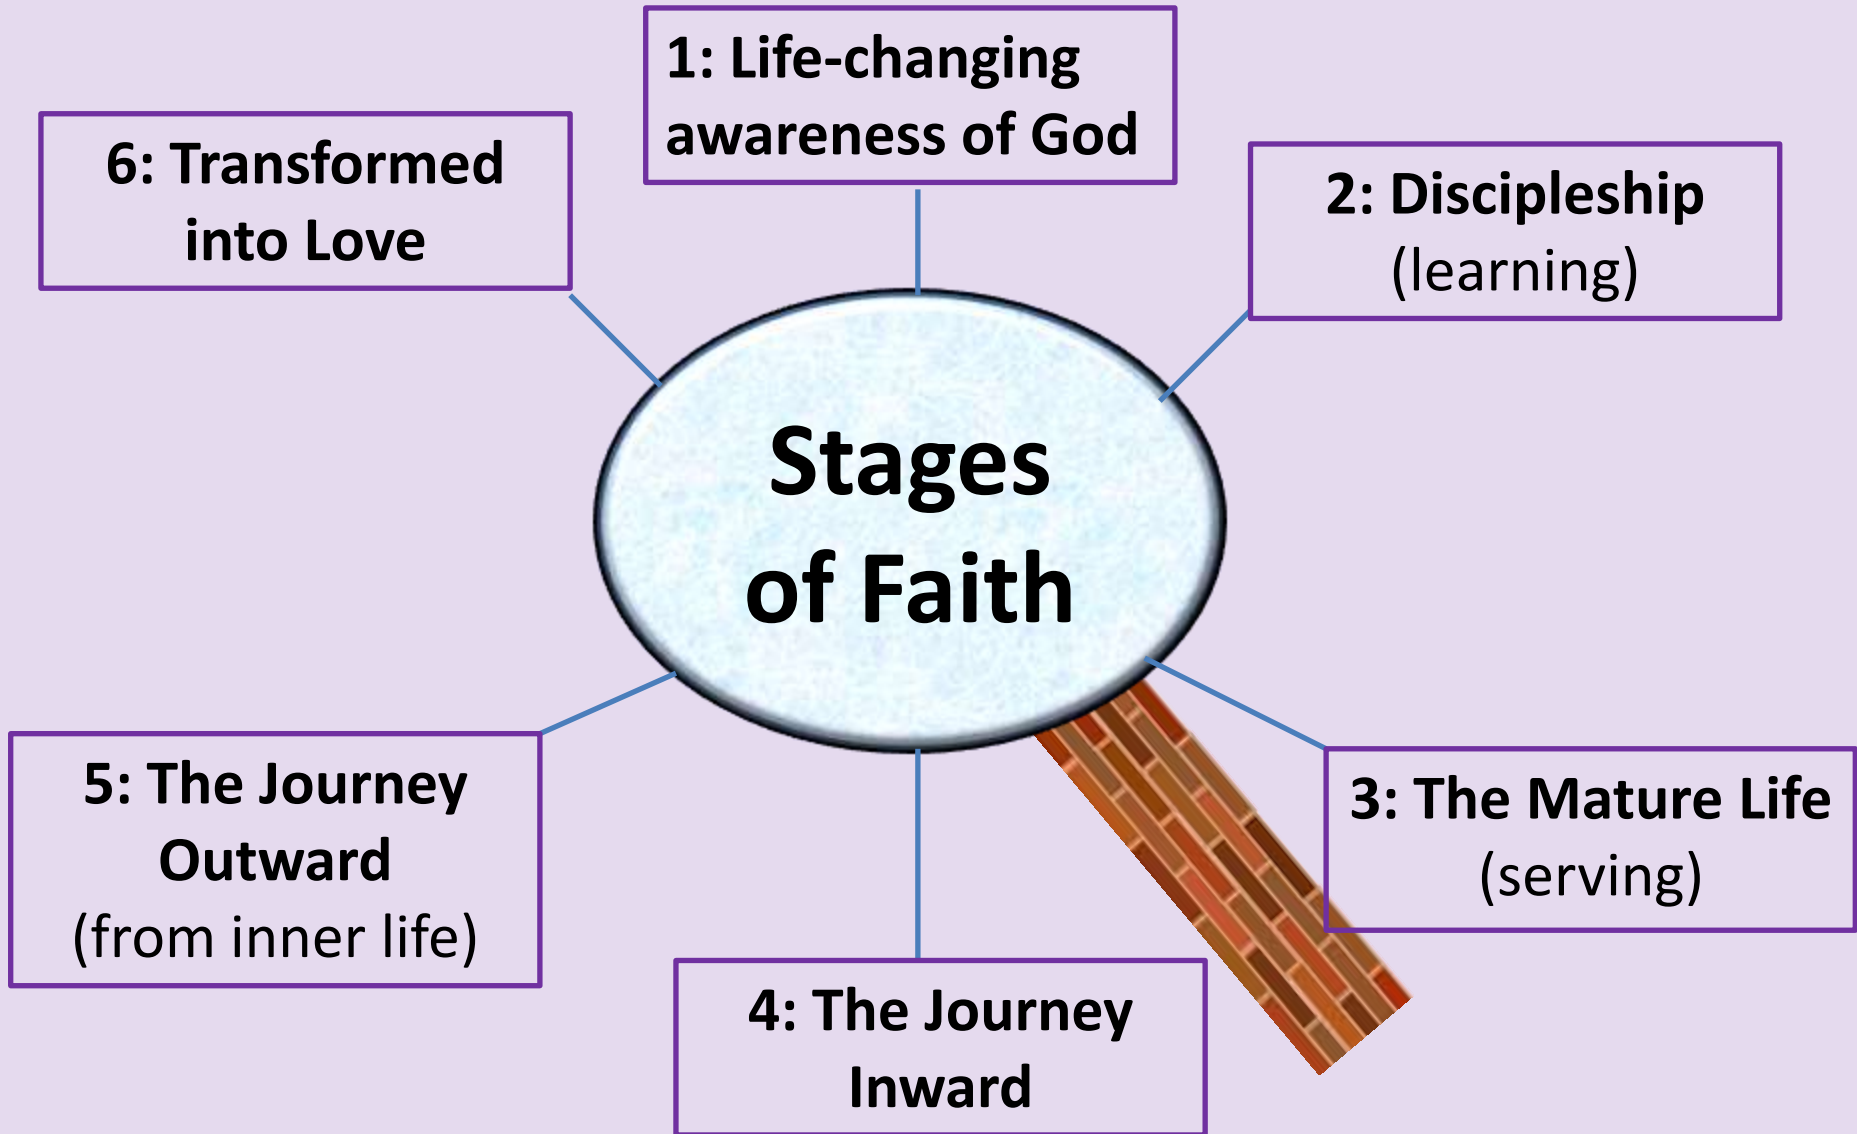 Stages
of Faith
1: Life-changing
awareness of God
2: Discipleship
(learning)
3: The Mature Life
(serving)
4: The Journey
Inward
5: The Journey
Outward
(from inner life)
6: Transformed
into Love